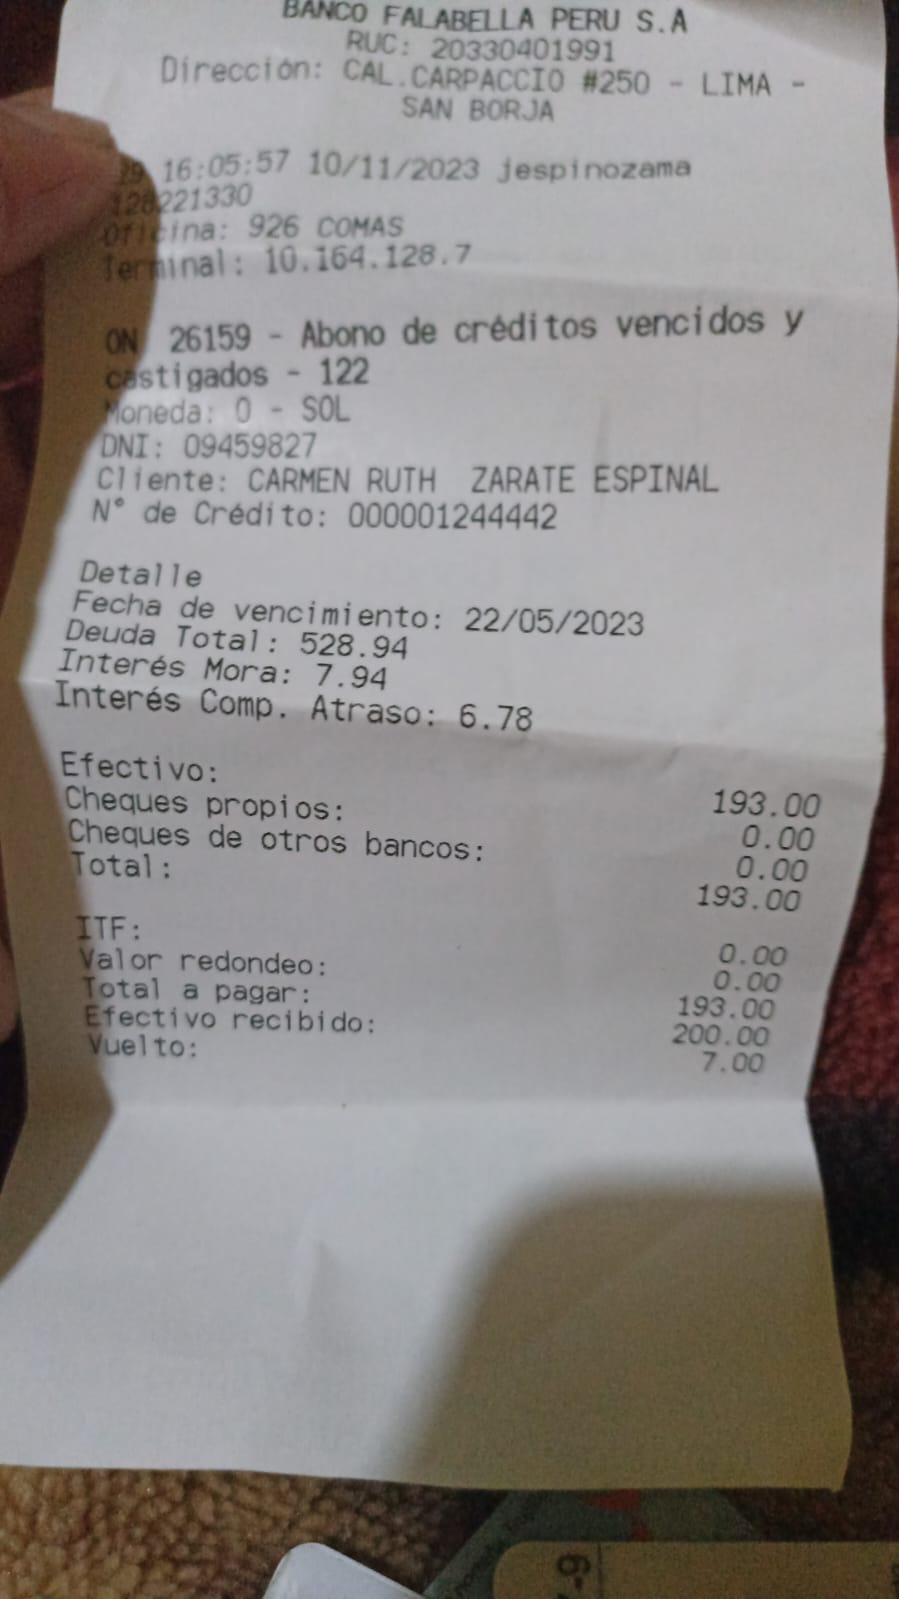 BANCO FALABELLA PERU S.A
RUC: 20330401991
Dirección: CAL.CARPACCIO #250 - LIMA -
SAN BORJA
29 16:05:57 10/11/2023 jespinozama
128221330
Oficina: 926 COMAS
Terminal: 10.164.128.7
ON 26159 - Abono de créditos vencidos y
castigados - 122
Moneda: 0 - SOL
DNI: 09459827
Cliente: CARMEN RUTH ZARATE ESPINAL
N° de Crédito: 000001244442
Detalle
Fecha de vencimiento: 22/05/2023
Deuda Total: 528.94
Interés Mora: 7.94
Interés Comp. Atraso: 6.78
Efectivo: 193.00
Cheques propios: 0.00
Cheques de otros bancos: 0.00
Total: 193.00
ITF: 0.00
Valor redondeo: 0.00
Total a pagar: 193.00
Efectivo recibido: 200.00
Vuelto: 7.00